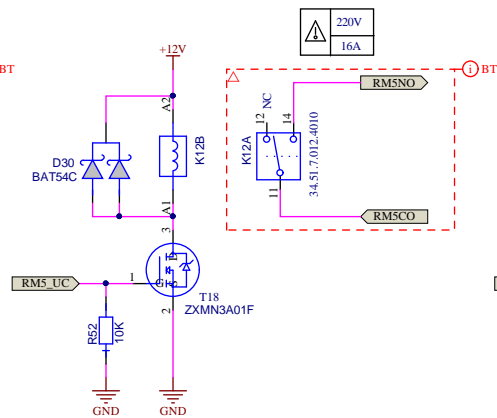 220V
16A
+12V
BT
i
BT
A2
K12B
D30
BAT54C
A1
12
NC
14
K12A
11
34.51.7.012.4010
RM5NO
RM5CO
3
D
G
S
1
2
RM5_UC
T18
ZXMN3A01F
R52
10K
GND
GND